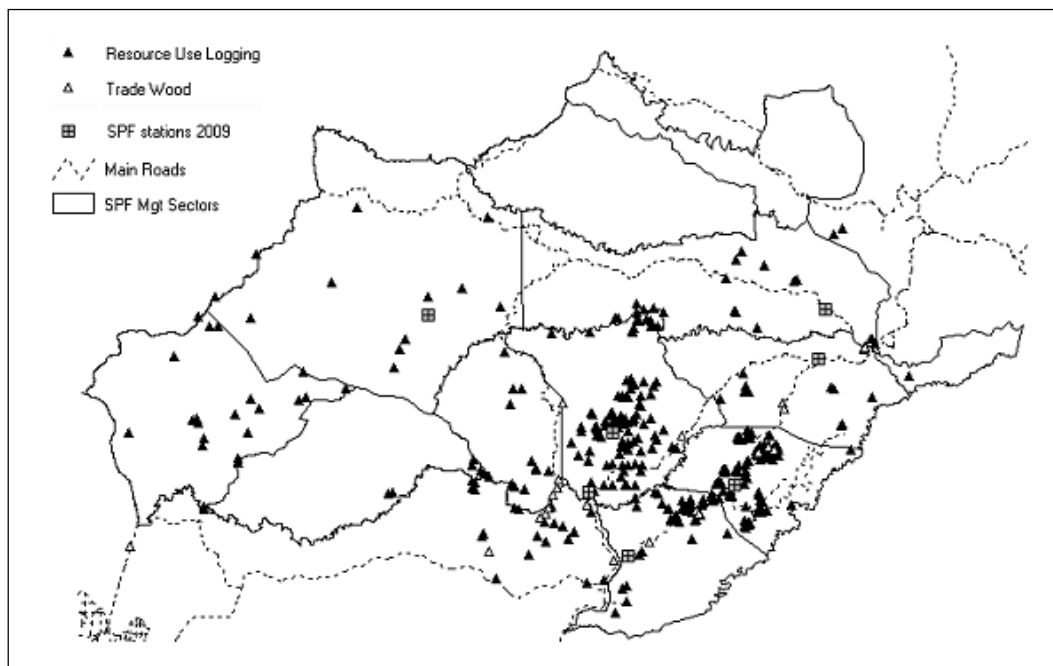 Resource Use Logging
Trade Wood
SPF stations 2009
Main Roads
SPF Mgt Sectors